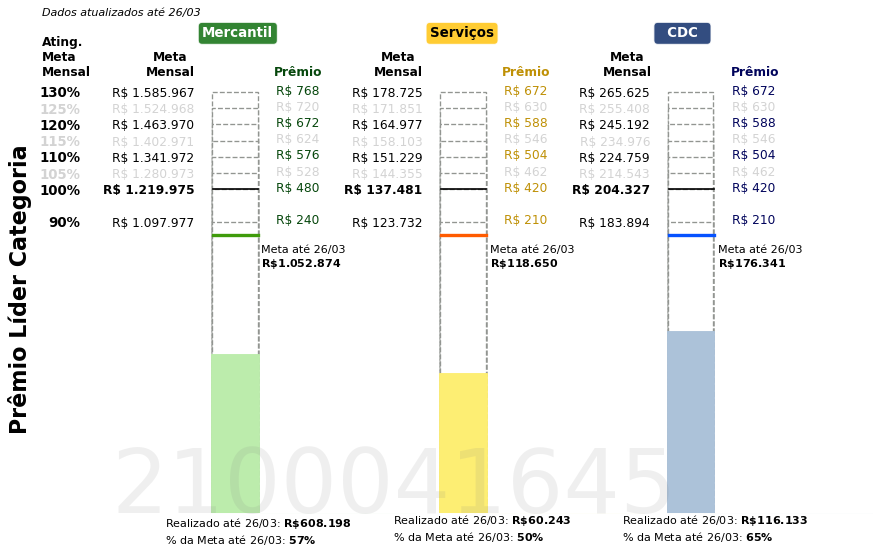 Dados atualizados até 26/03
Mercantil Serviços CDC
Ating.
Meta Meta Meta Meta
Mensal Mensal Prêmio Mensal Prêmio Mensal Prêmio
130% R$ 1.585.967 R$ 768 R$ 178.725 R$ 672 R$ 265.625 R$ 672
125% R$ 1.524.968 R$ 720 R$ 171.851 R$ 630 R$ 255.408 R$ 630
120% R$ 1.463.970 R$ 672 R$ 164.977 R$ 588 R$ 245.192 R$ 588
115% R$ 1.402.971 R$ 624 R$ 158.103 R$ 546 R$ 234.976 R$ 546
110% R$ 1.341.972 R$ 576 R$ 151.229 R$ 504 R$ 224.759 R$ 504
105% R$ 1.280.973 R$ 528 R$ 144.355 R$ 462 R$ 214.543 R$ 462
100% R$ 1.219.975 R$ 480 R$ 137.481 R$ 420 R$ 204.327 R$ 420
90% R$ 1.097.977 R$ 240 R$ 123.732 R$ 210 R$ 183.894 R$ 210
Meta até 26/03 Meta até 26/03 Meta até 26/03
R$1.052.874 R$118.650 R$176.341
Prêmio Líder Categoria
2100041645
Realizado até 26/03: R$608.198 Realizado até 26/03: R$60.243 Realizado até 26/03: R$116.133
% da Meta até 26/03: 57% % da Meta até 26/03: 50% % da Meta até 26/03: 65%